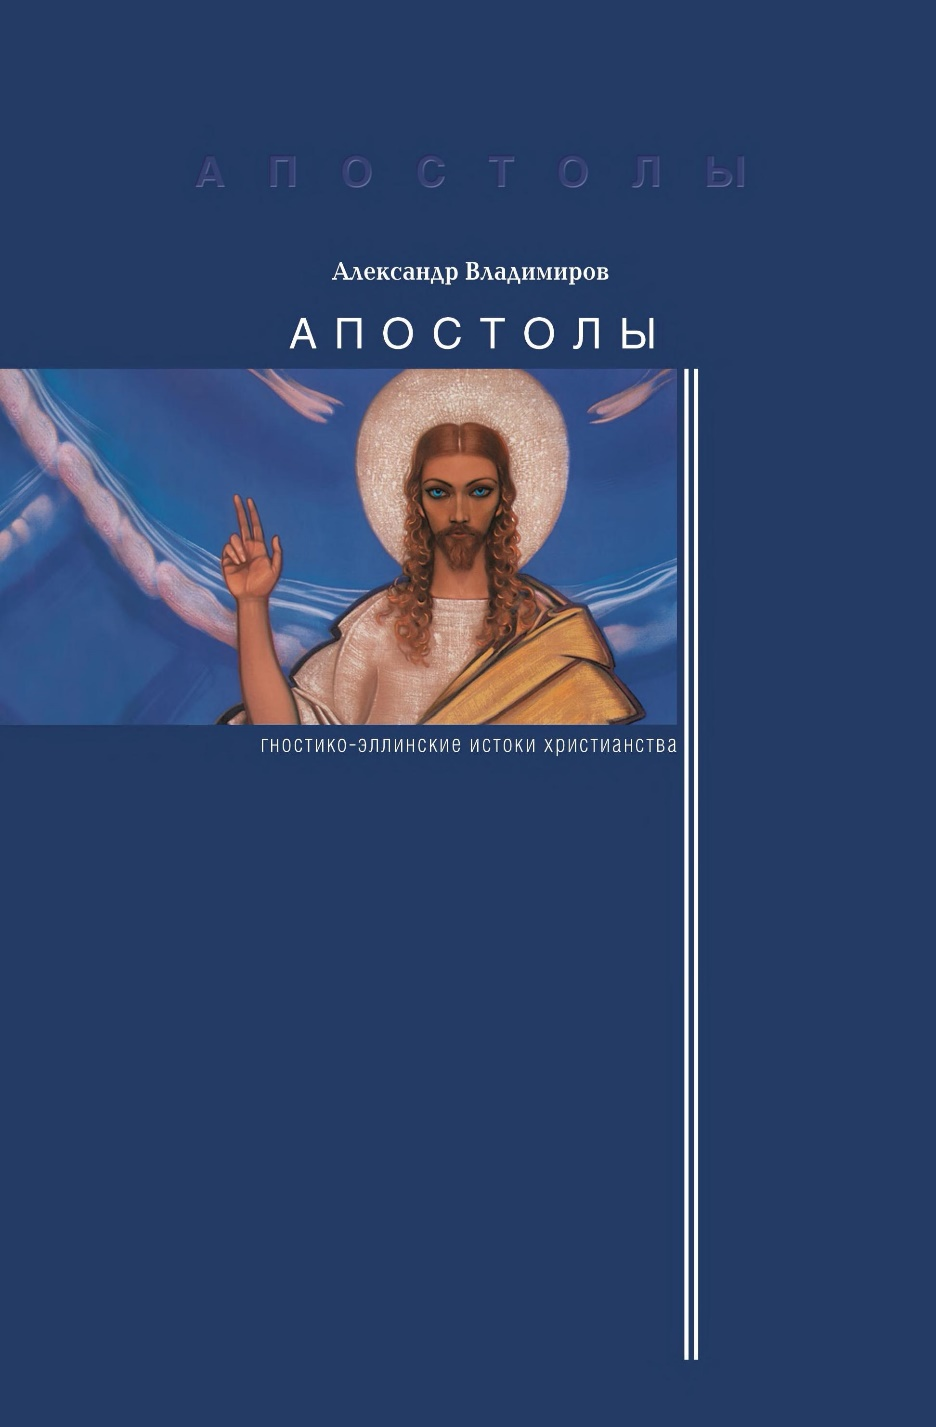 АПОСТОЛЫ
Александр Владимиров
АПОСТОЛЫ
гностико-эллинские истоки христианства